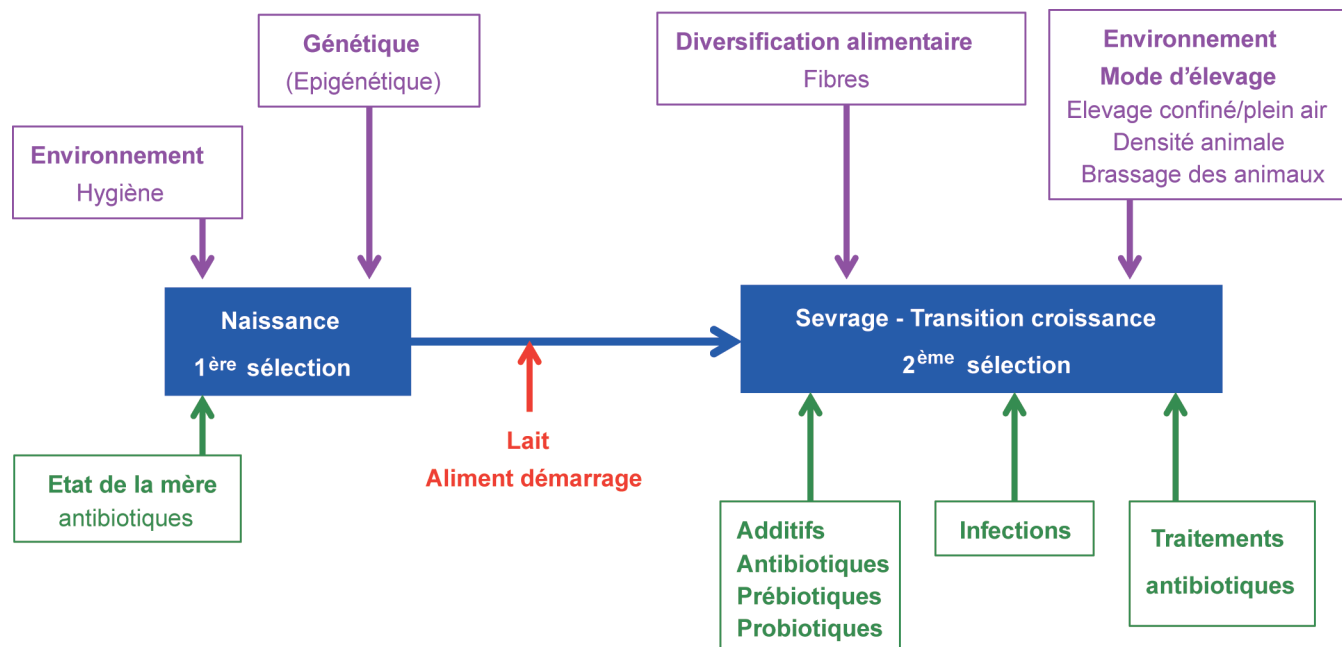 Génétique
(Epigénétique)
Diversification alimentaire
Fibres
Environnement
Mode d'élevage
Elevage confiné/plein air
Densité animale
Brassage des animaux
Environnement
Hygiène
Naissance
1ère sélection
Sevrage - Transition croissance
2ème sélection
Lait
Aliment démarrage
Etat de la mère
antibiotiques
Additifs
Antibiotiques
Prébiotiques
Probiotiques
Infections
Traitements
antibiotiques